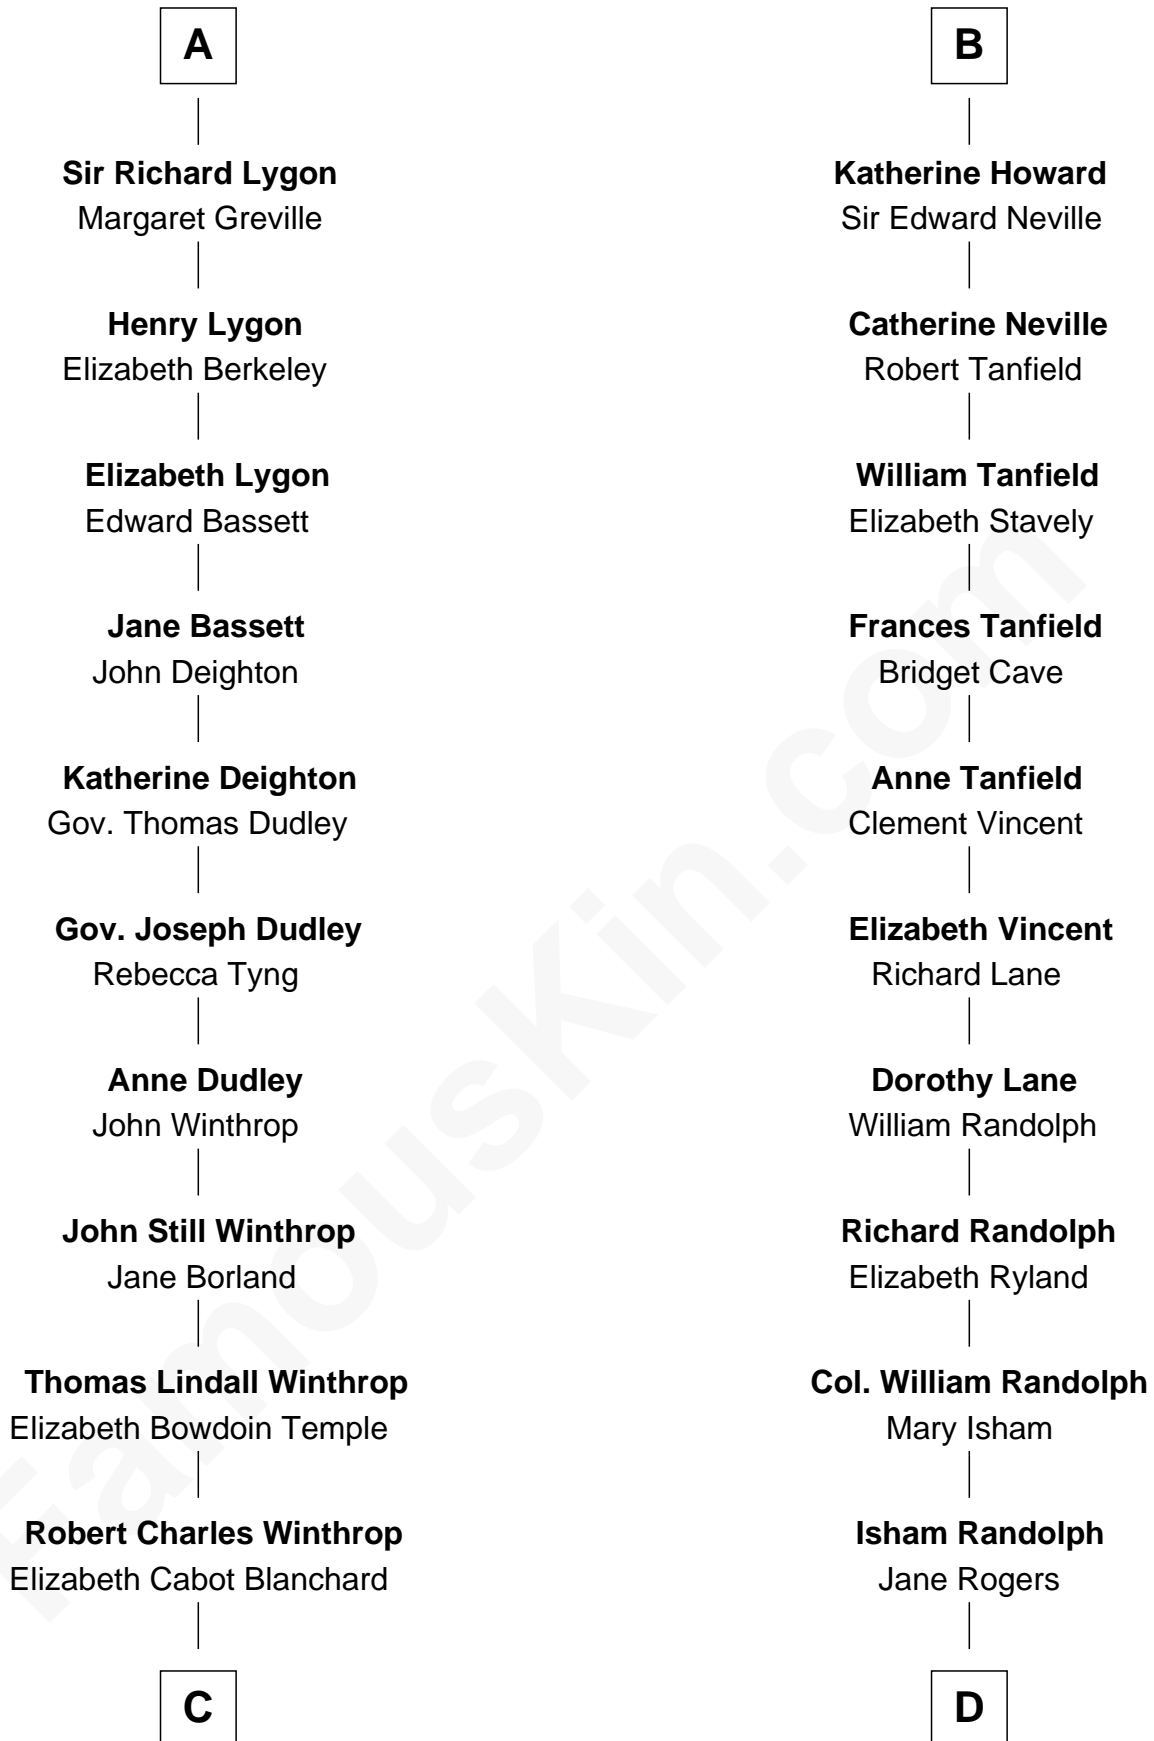 A
Sir Richard Lygon
Margaret Greville
Henry Lygon
Elizabeth Berkeley
Elizabeth Lygon
Edward Bassett
Jane Bassett
John Deighton
Katherine Deighton
Gov. Thomas Dudley
Gov. Joseph Dudley
Rebecca Tyng
Anne Dudley
John Winthrop
John Still Winthrop
Jane Borland
Thomas Lindall Winthrop
Elizabeth Bowdoin Temple
Robert Charles Winthrop
Elizabeth Cabot Blanchard
C
B
Katherine Howard
Sir Edward Neville
Catherine Neville
Robert Tanfield
William Tanfield
Elizabeth Stavely
Frances Tanfield
Bridget Cave
Anne Tanfield
Clement Vincent
Elizabeth Vincent
Richard Lane
Dorothy Lane
William Randolph
Richard Randolph
Elizabeth Ryland
Col. William Randolph
Mary Isham
Isham Randolph
Jane Rogers
D
FamousKin.com